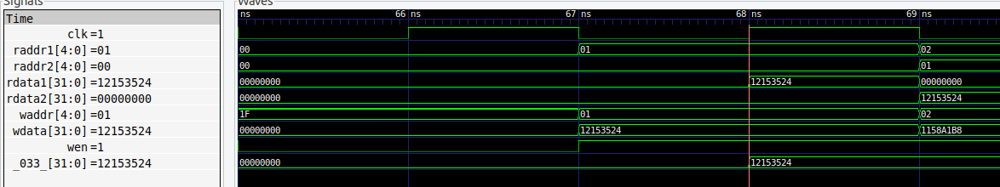 Signals
Waves
Time
ns 66 ns 67 ns 68 ns 69 ns
clk =1
raddr1[4:0] =01 00 01 02
raddr2[4:0] =00 00 01
rdata1[31:0] =12153524 00000000 12153524 00000000
rdata2[31:0] =00000000 00000000 12153524
waddr[4:0] =01 1F 01 02
wdata[31:0] =12153524 00000000 12153524 1158A1B8
wen =1
_033_[31:0] =12153524 00000000 12153524